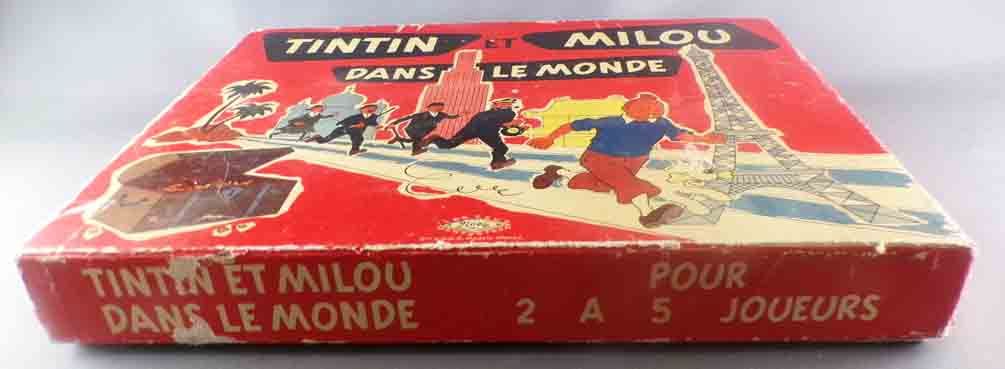 TINTIN ET MILOU
DANS LE MONDE
TINTIN ET MILOU
DANS LE MONDE
2 A 5
POUR
JOUEURS